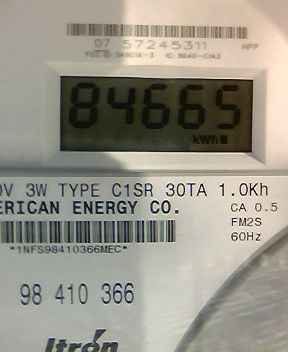 07 57245311 HPP
84665
kWh
0V 3W TYPE C1SR 30TA 1.0Kh
ERICAN ENERGY CO.
CA 0.5
FM2S
60Hz
*1NFS98410366MEC*
98 410 366
Itron